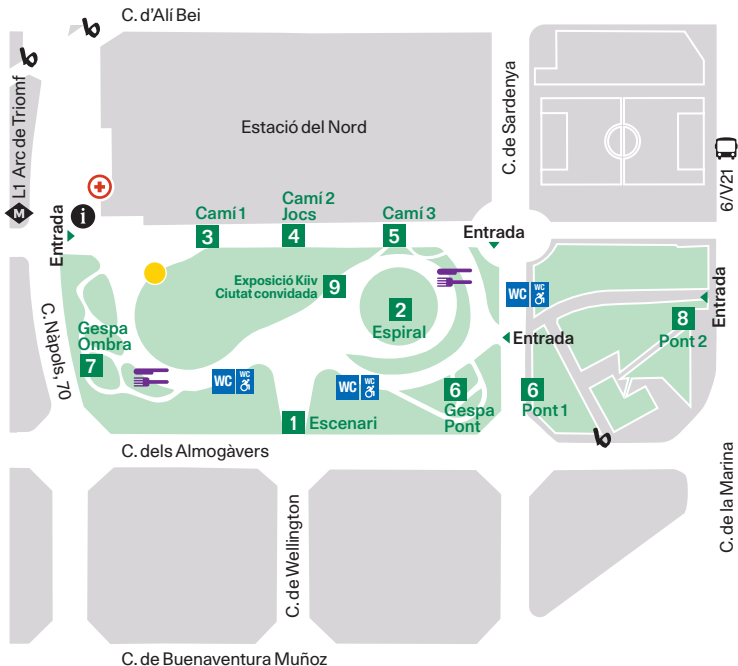 C. d'Alí Bei
L1 Arc de Triomf
M
Estació del Nord
C. de Sardenya
6/V21
i
Entrada
Camí 1
3
Camí 2
Jocs
4
Camí 3
5
Entrada
Exposició Kíiv
Ciutat convidada
9
WC WC
2
Espiral
Entrada
8
Pont 2
Entrada
C. Nàpols, 70
Gespa
Ombra
7
WC WC
WC WC
6
Gespa
Pont
6
Pont 1
1 Escenari
C. dels Almogàvers
C. de Wellington
C. de la Marina
C. de Buenaventura Muñoz